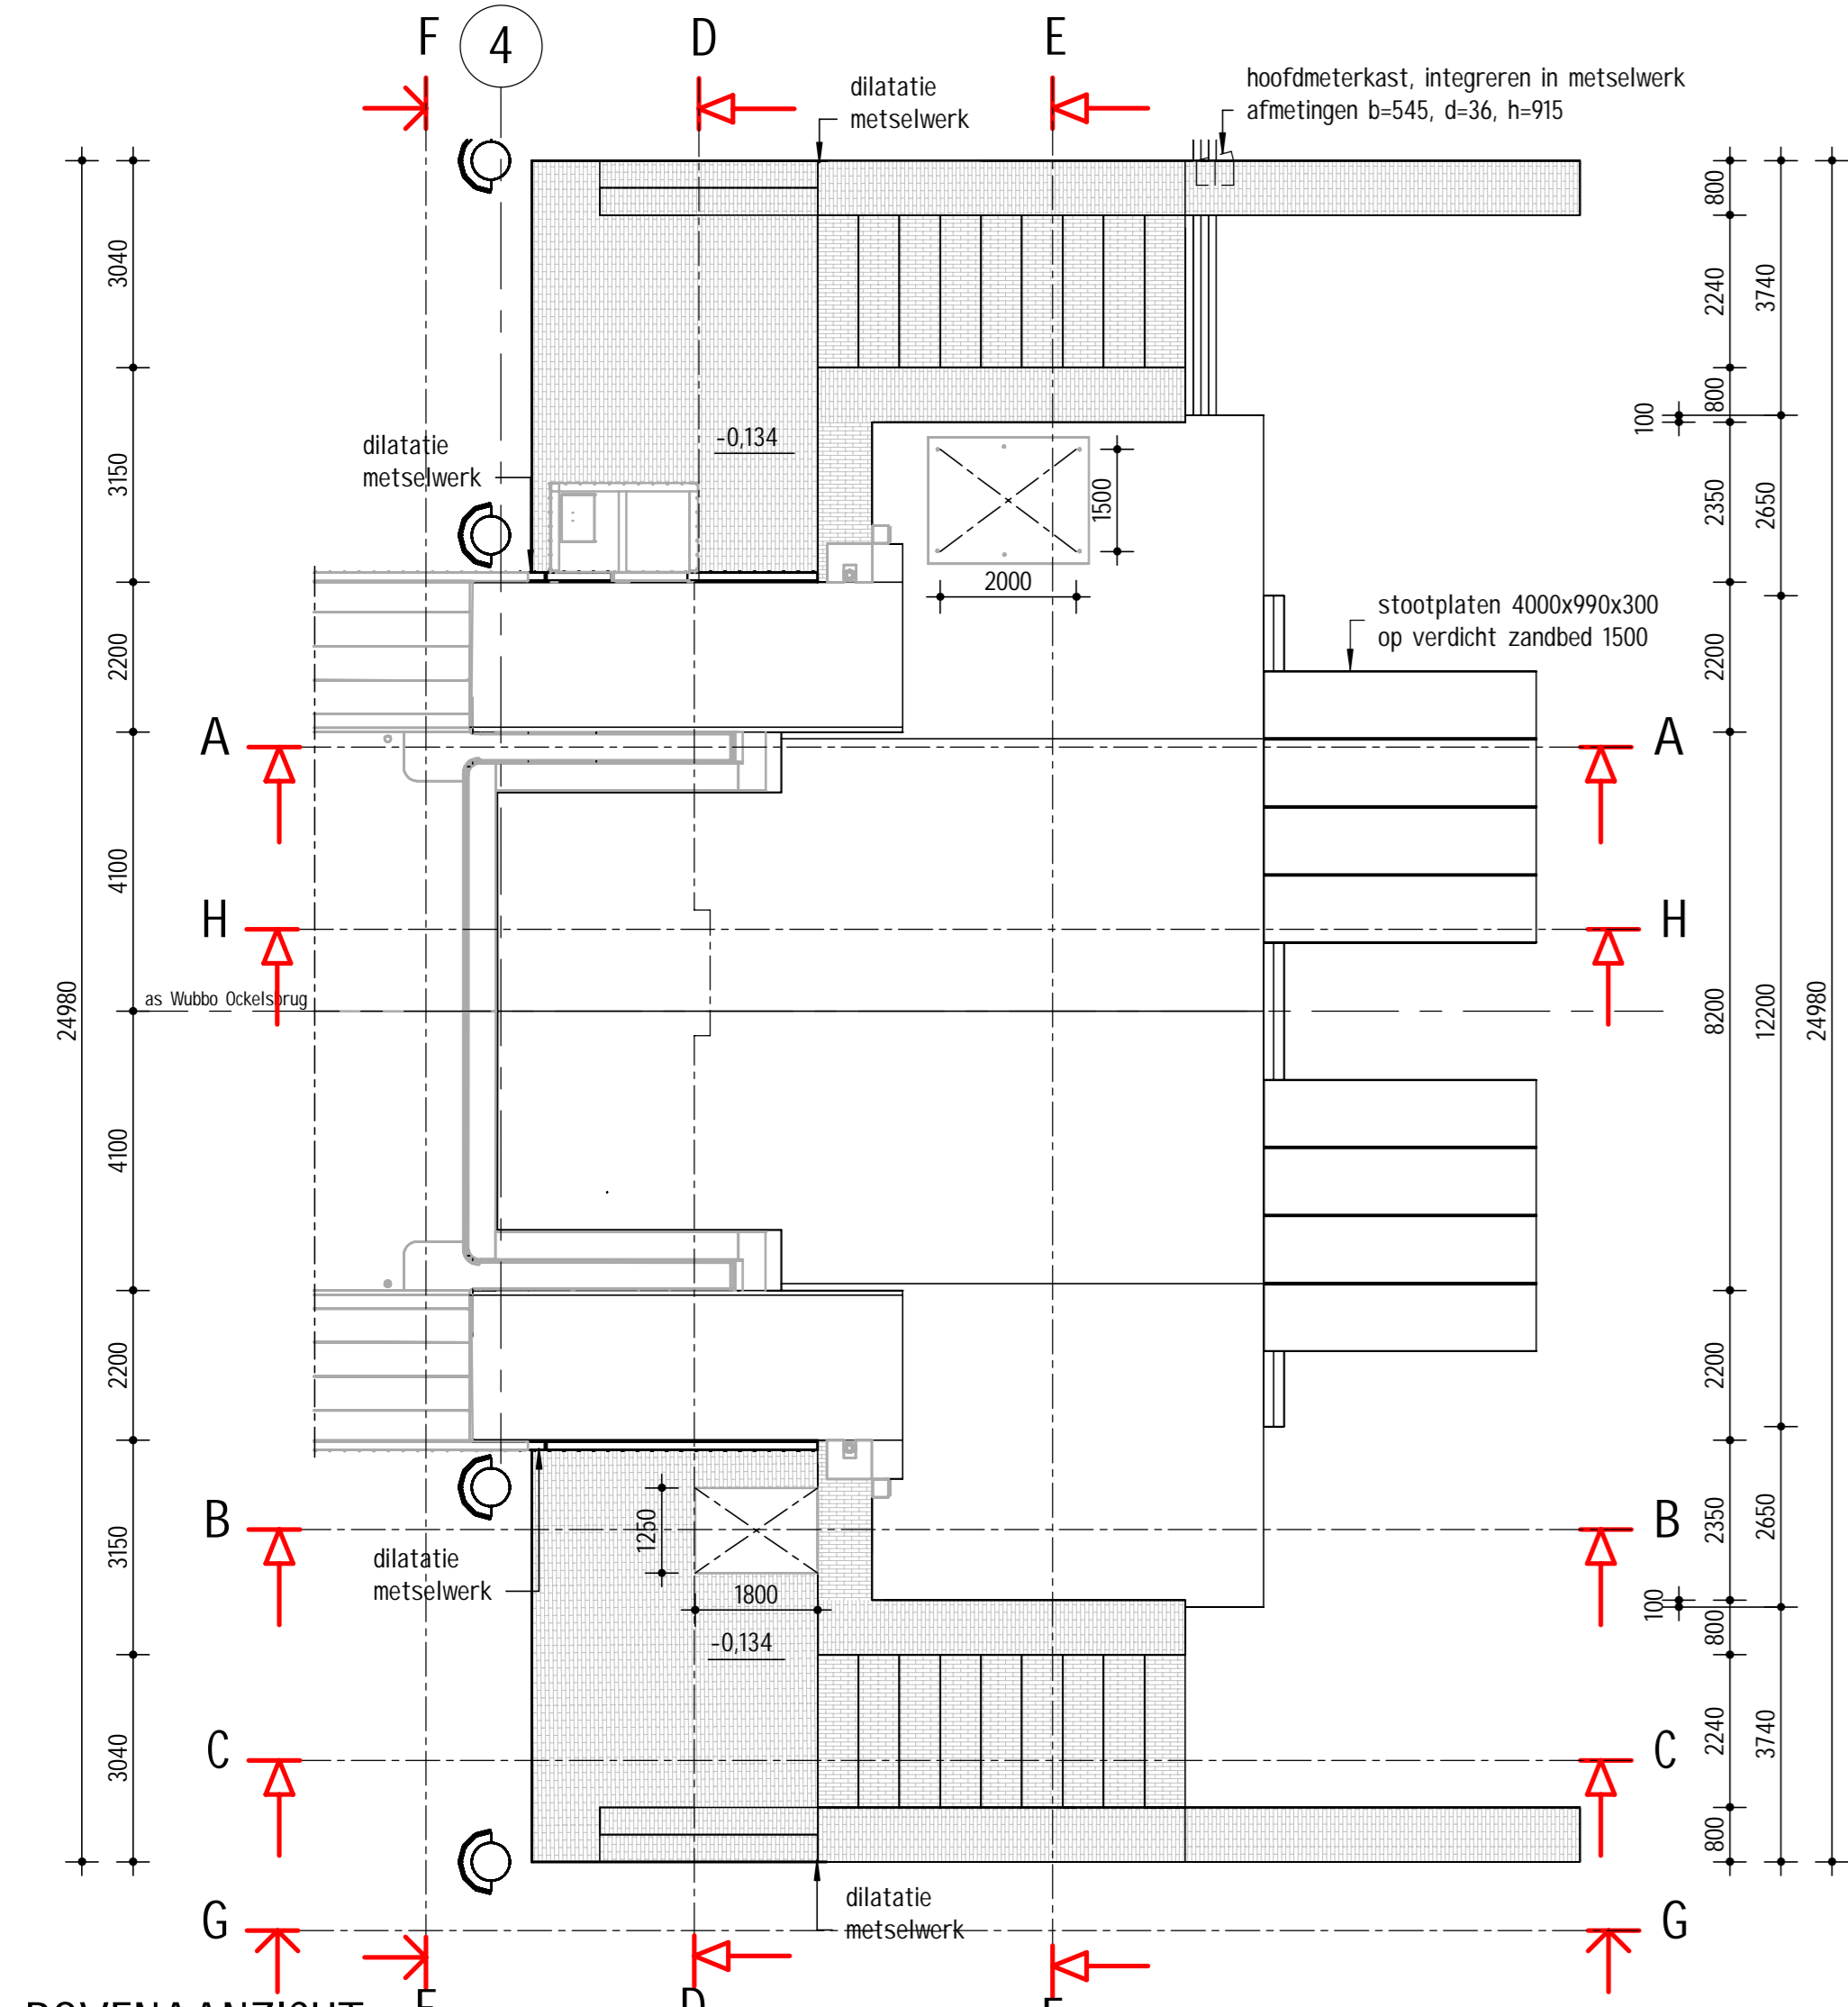 F
4
D
E
dilatatie
metselwerk
hoofdmeterkast, integreren in metselwerk
afmetingen b=545, d=36, h=915
3040
800
2240
3740
800
100
dilatatie
metselwerk
-0,134
3150
1500
2350
2650
2000
stootplaten 4000x990x300
op verdicht zandbed 1500
2200
2200
A
A
4100
H
H
as Wubbo Ockelsbrug
24980
8200
12200
24980
4100
2200
2200
B
B
1250
3150
2350
2650
dilatatie
metselwerk
1800
100
800
-0,134
C
C
3040
2240
3740
800
dilatatie
metselwerk
G
G
BOVENAANZICHT
F
D
E